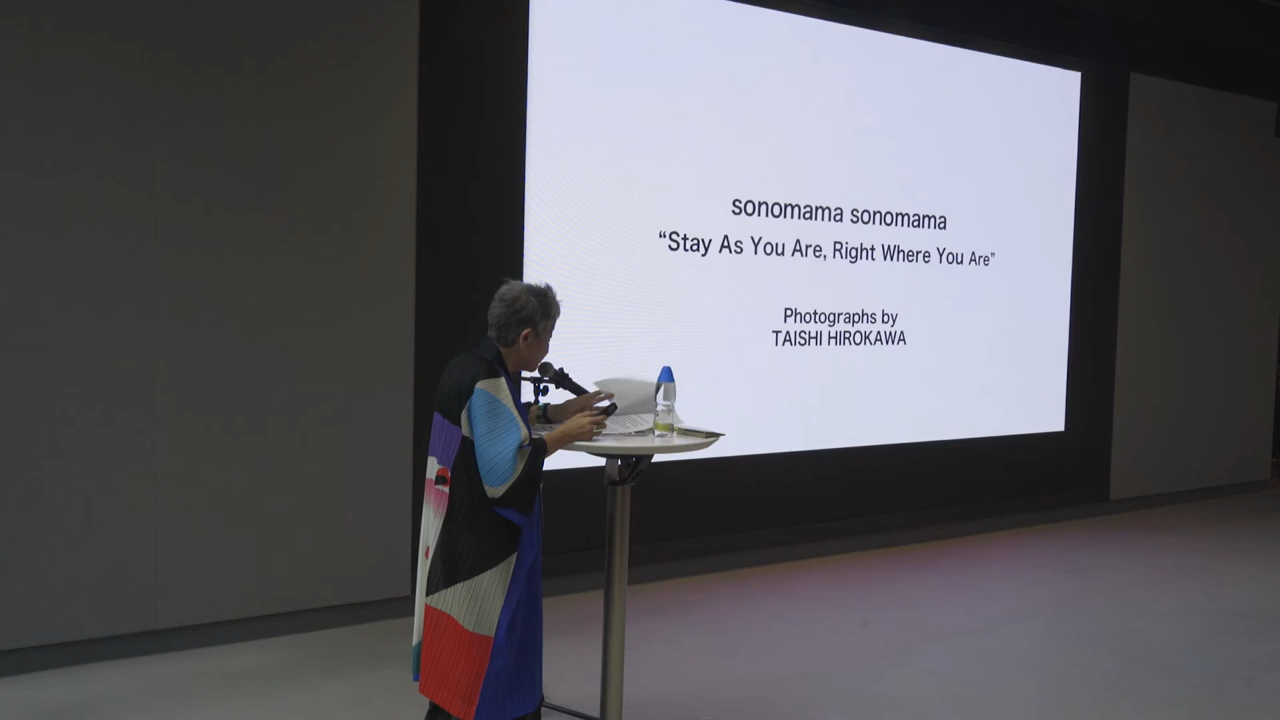 sonomama sonomama
“Stay As You Are, Right Where You Are"
Photographs by
TAISHI HIROKAWA